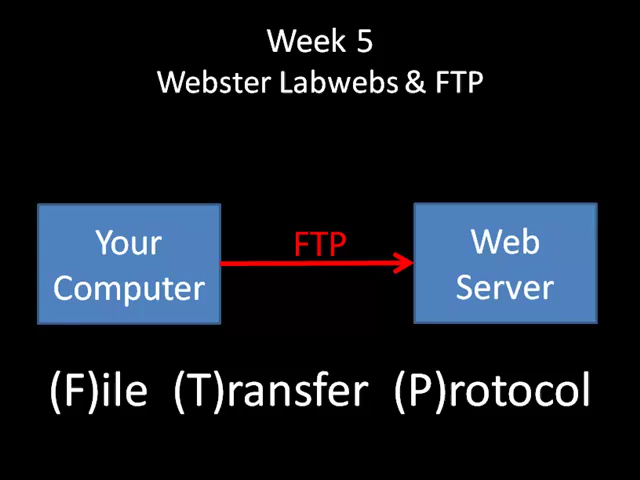 Week 5
Webster Labwebs & FTP
Your
Computer
FTP
Web
Server
(F)ile (T)ransfer (P)rotocol